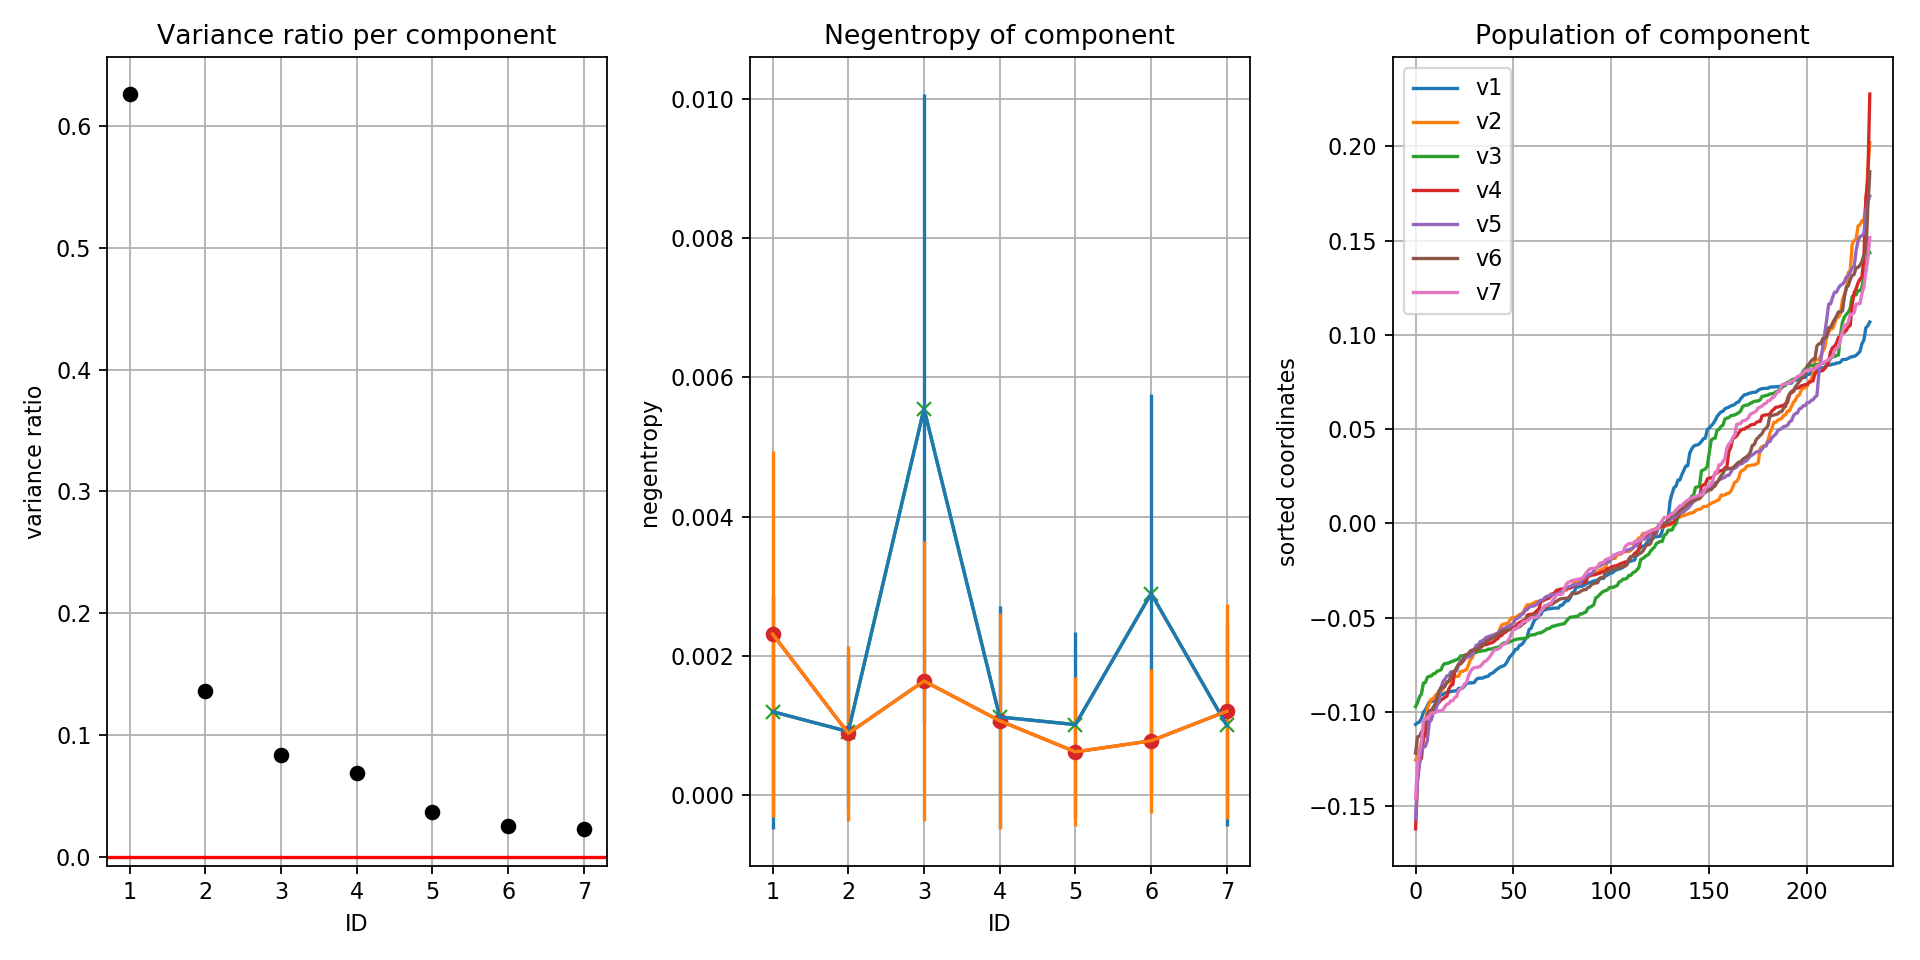 Variance ratio per component
variance ratio
0.6
0.5
0.4
0.3
0.2
0.1
0.0
1 2 3 4 5 6 7
ID
Negentropy of component
negentropy
0.010
0.008
0.006
0.004
0.002
0.000
1 2 3 4 5 6 7
ID
Population of component
sorted coordinates
0.20
0.15
0.10
0.05
0.00
−0.05
−0.10
−0.15
0 50 100 150 200
v1
v2
v3
v4
v5
v6
v7